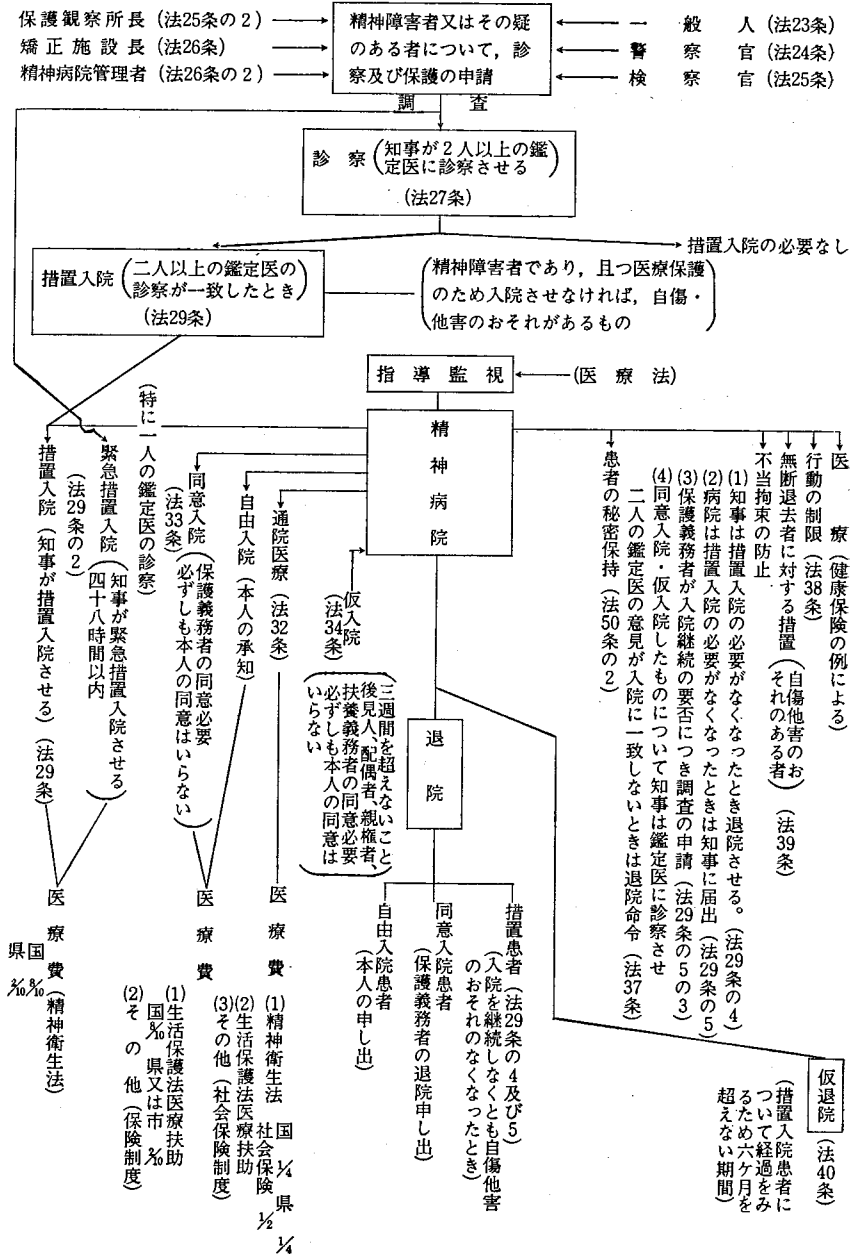 保護観察所長(法25条の2)
矯正施設長(法26条)
精神病院管理者(法26条の2)
精神障害者又はその疑
のある者について,診
察及び保護の申請
一般人(法23条)
警察官(法24条)
検察官(法25条)
調査
診察(知事が2人以上の鑑
定医に診察させる)
(法27条)
措置入院の必要なし
措置入院(二人以上の鑑定医の
診察が一致したとき)
(法29条)
(精神障害者であり,且つ医療保護
のため入院させなければ,自傷・
他害のおそれがあるもの)
指導監視
(医療法)
精神病院
医療(健康保険の例による)
行動の制限(法38条)
無断退去者に対する措置(自傷他害のお
それのある者)(法39条)
不当拘束の防止
(1)知事は措置入院の必要がなくなったとき退院させる。(法29条の4)
(2)病院は措置入院の必要がなくなったときは知事に届出(法29条の5)
(3)保護義務者が入院継続の要否につき調査の申請(法29条の5の3)
(4)同意入院・仮入院したものについて知事は鑑定医に診察させ
二人の鑑定医の意見が入院に一致しないときは退院命令(法37条)
患者の秘密保持(法50条の2)
仮入院
(法34条)
(三週間を超えないこと
後見人、配偶者、親権者、
扶養義務者の同意必要
必ずしも本人の同意は
いらない)
通院医療(法32条)
自由入院(本人の承知)
同意入院(保護義務者の同意必要
必ずしも本人の同意はいらない)
(法33条)
(特に一人の鑑定医の診察)
緊急措置入院(知事が緊急措置入院させる
四十八時間以内)
(法29条の2)
措置入院(知事が措置入院させる)(法29条)
退院
仮退院(法40条)
(措置入院患者に
ついて経過をみ
るため六ケ月を
超えない期間)
措置患者(法29条の4及び5)
(入院を継続しなくとも自傷他害
のおそれのなくなったとき)
同意入院患者
(保護義務者の退院申し出)
自由入院患者
(本人の申し出)
医療費
(1)精神衛生法 国1/4 県1/4
社会保険1/2
(2)生活保護法医療扶助
(3)その他(社会保険制度)
医療費
(1)生活保護法医療扶助
国8/10 県又は市2/10
(2)その他(保険制度)
医療費(精神衛生法)
国8/10
県2/10